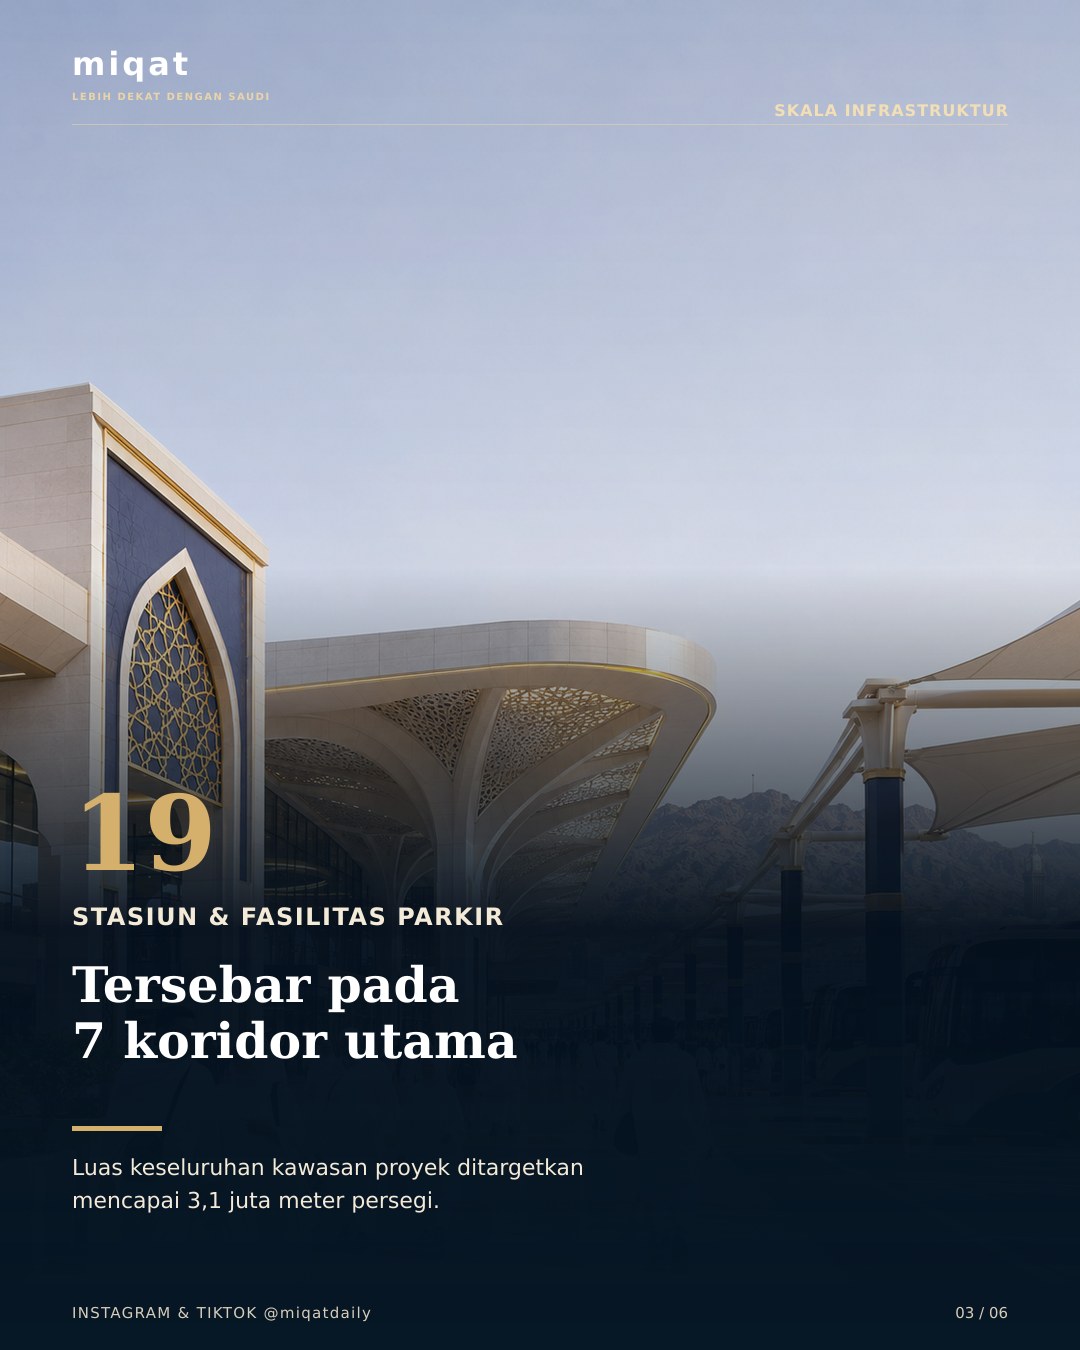 miqat
LEBIH DEKAT DENGAN SAUDI
SKALA INFRASTRUKTUR
19
STASIUN & FASILITAS PARKIR
Tersebar pada
7 koridor utama
Luas keseluruhan kawasan proyek ditargetkan
mencapai 3,1 juta meter persegi.
INSTAGRAM & TIKTOK @miqatdaily
03 / 06